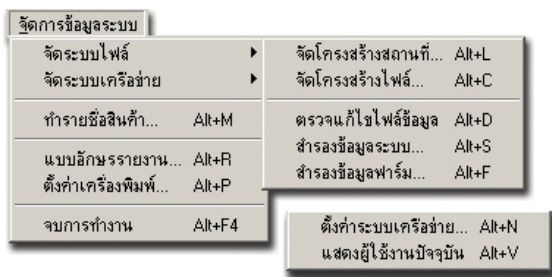 จัดการข้อมูลระบบ
จัดระบบไฟล์
จัดระบบเครือข่าย
ทำรายชื่อสินค้า... Alt+M
แบบอักษรรายงาน... Alt+R
ตั้งค่าเครื่องพิมพ์... Alt+P
จบการทำงาน Alt+F4
จัดโครงสร้างสถานที่... Alt+L
จัดโครงสร้างไฟล์... Alt+C
ตรวจแก้ไขไฟล์ข้อมูล Alt+D
สำรองข้อมูลระบบ... Alt+S
สำรองข้อมูลฟาร์ม... Alt+F
ตั้งค่าระบบเครือข่าย... Alt+N
แสดงผู้ใช้งานปัจจุบัน Alt+V